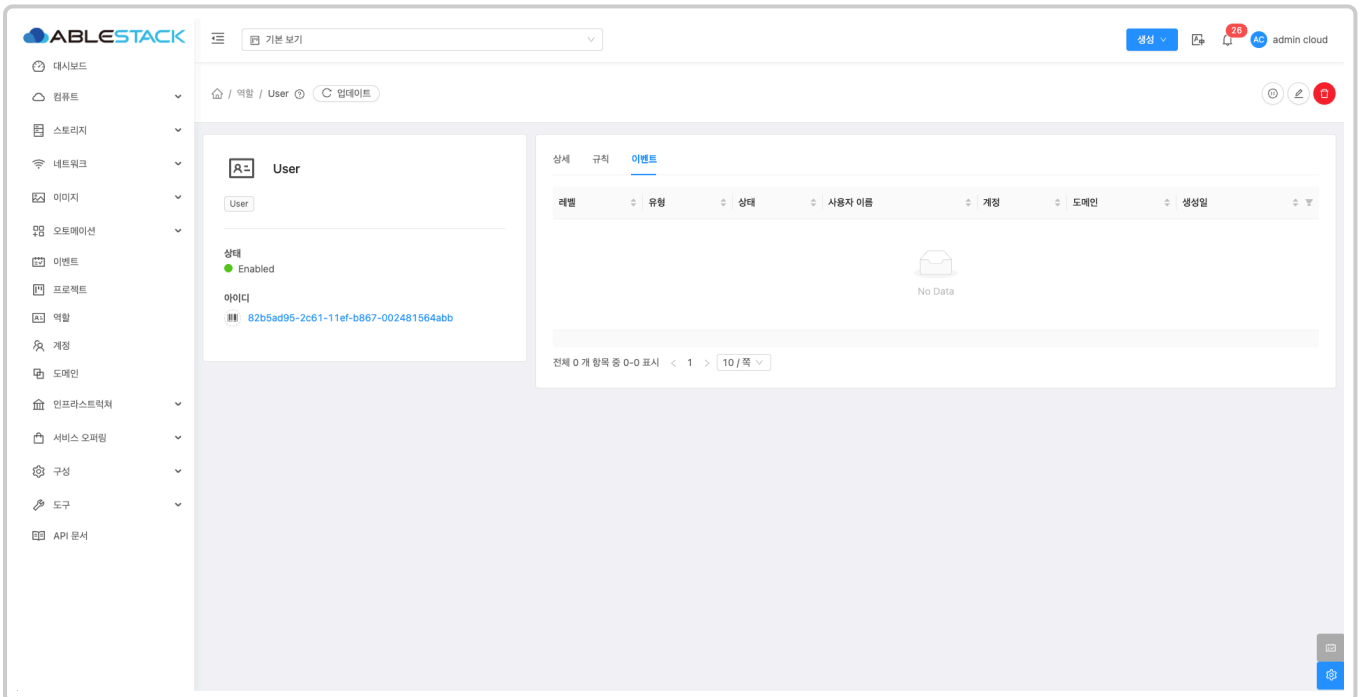 ABLESTACK
기본 보기
생성
26
AC
admin cloud
대시보드
컴퓨트
스토리지
네트워크
이미지
오토메이션
이벤트
프로젝트
역할
계정
도메인
인프라스트럭쳐
서비스 오퍼링
구성
도구
API 문서
/ 역할 / User
업데이트
User
User
상태
Enabled
아이디
82b5ad95-2c61-11ef-b867-002481564abb
상세 규칙 이벤트
레벨 유형 상태 사용자 이름 계정 도메인 생성일
No Data
전체 0 개 항목 중 0-0 표시 < 1 > 10 / 쪽